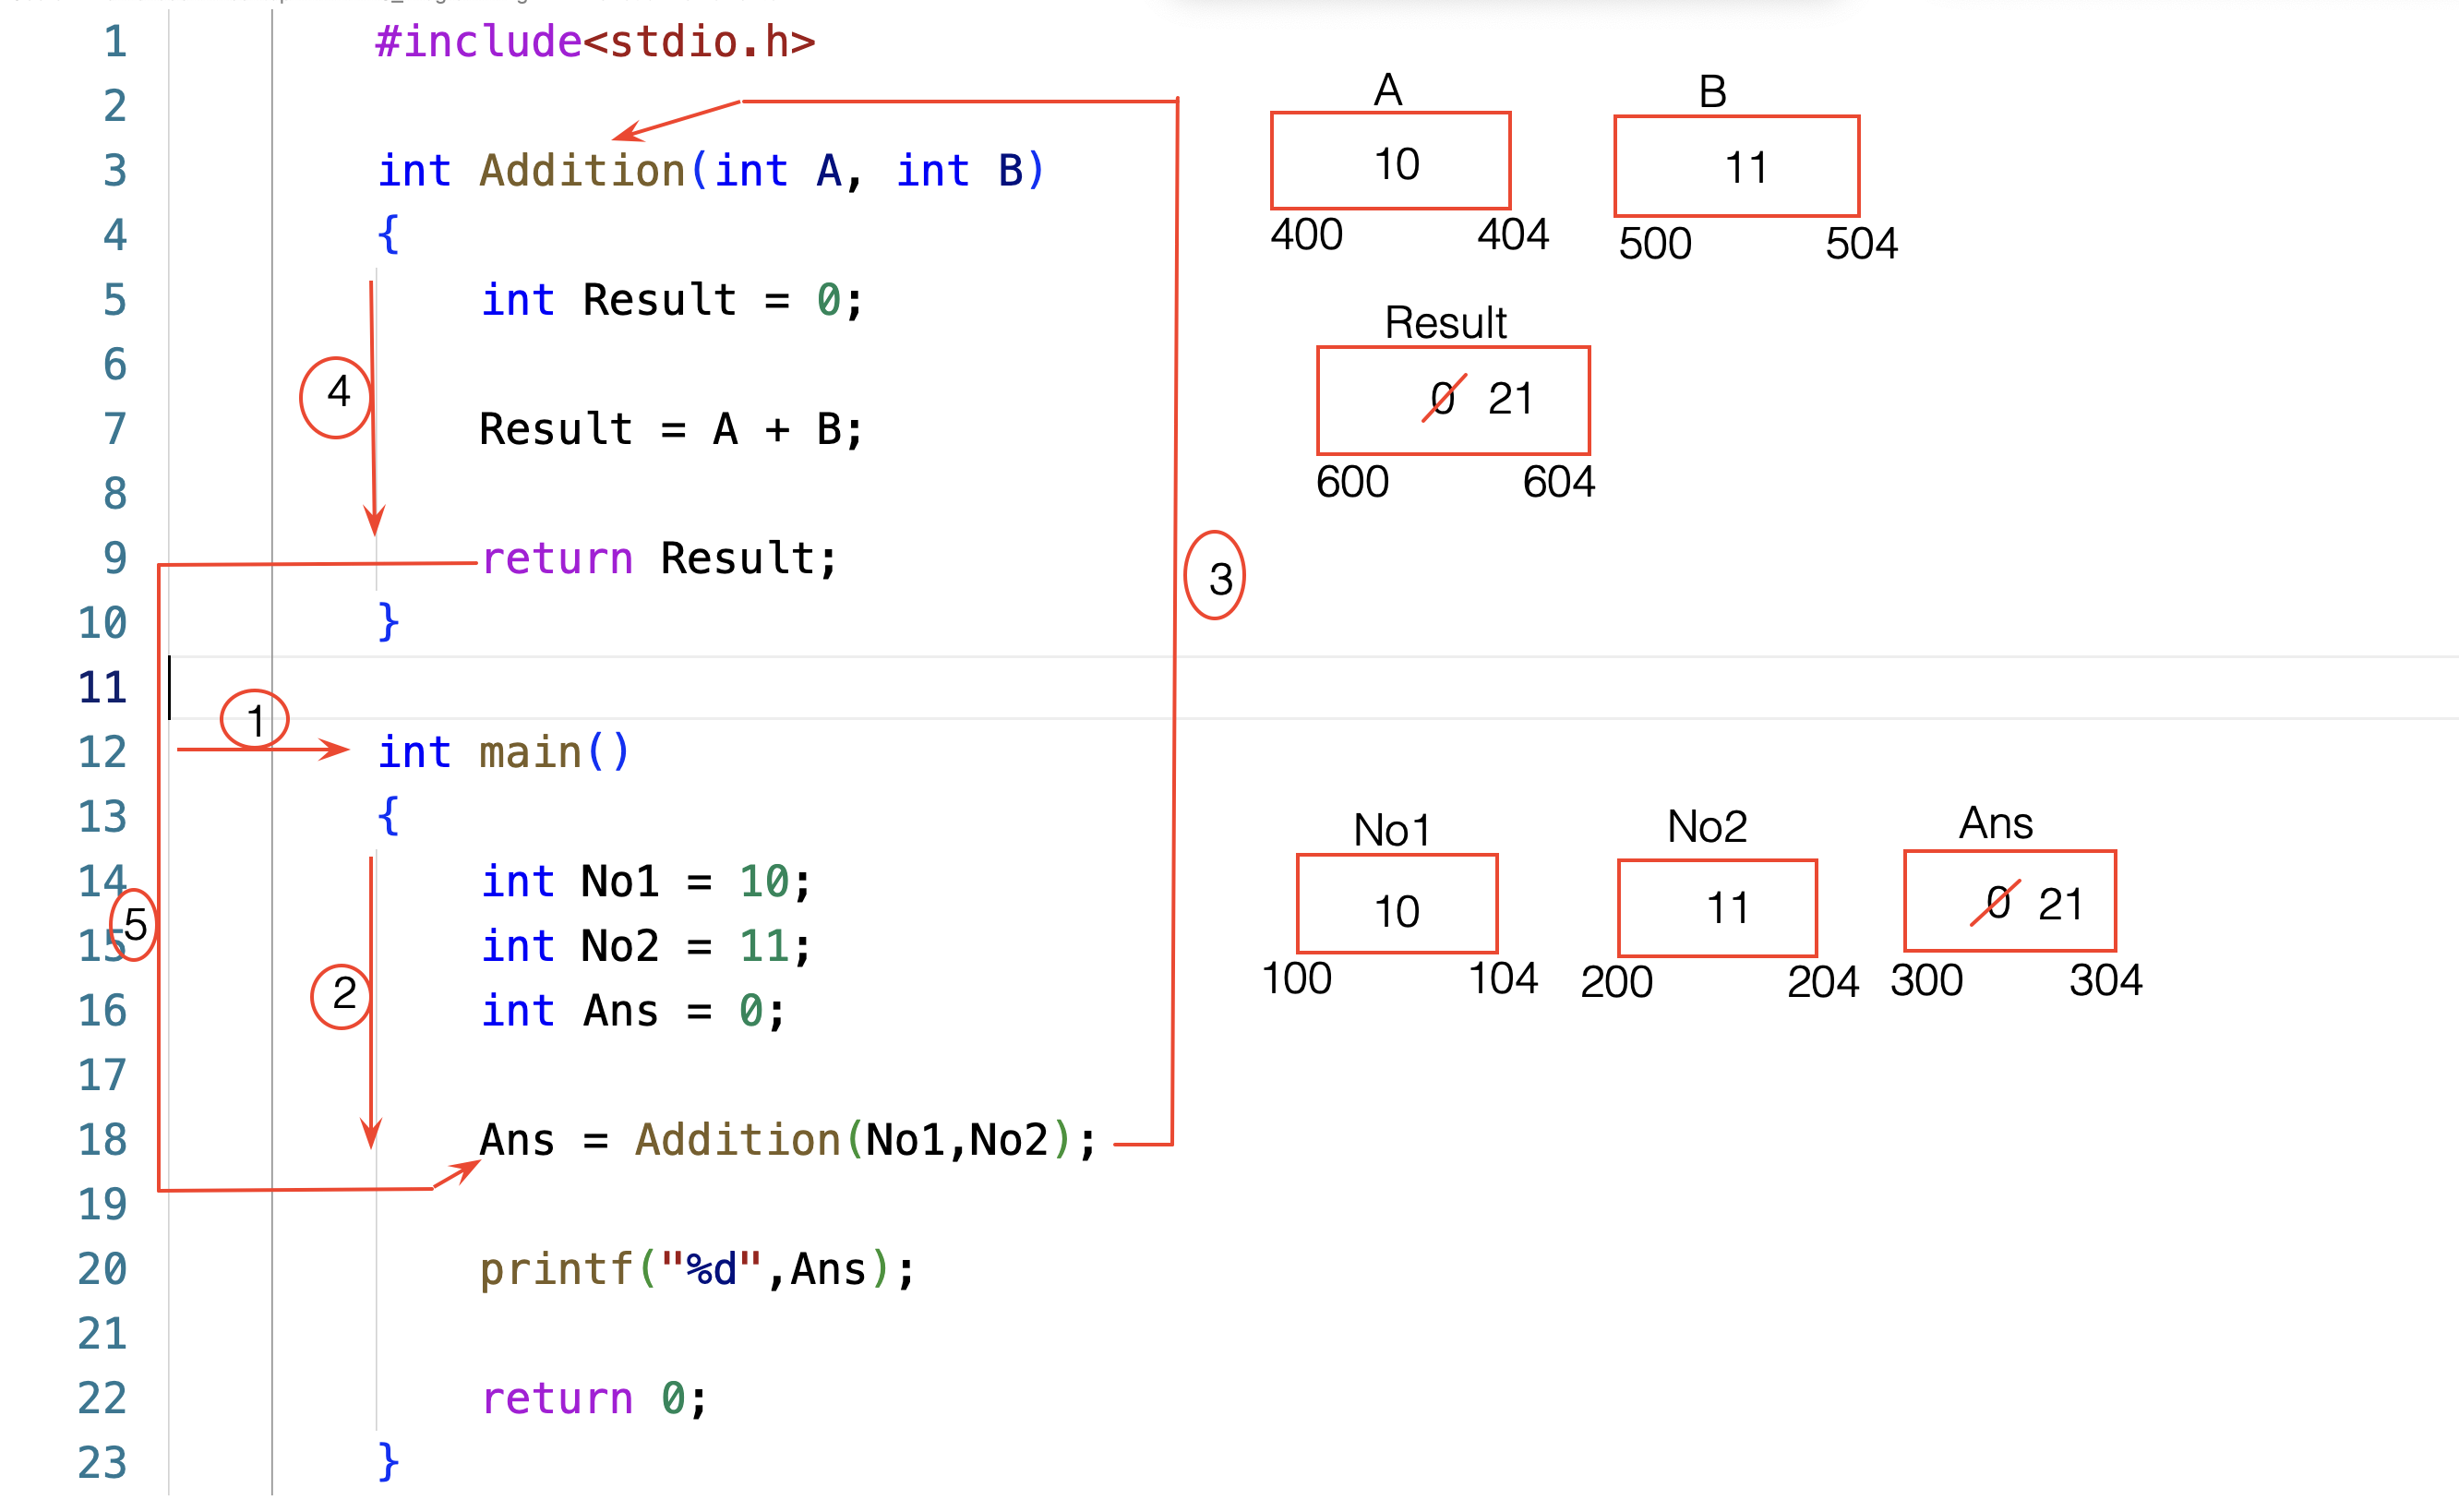 1 #include<stdio.h>
2
3 int Addition(int A, int B)
4 {
5 int Result = 0;
6
7 Result = A + B;
8
9 return Result;
10 }
11
12 int main()
13 {
14 int No1 = 10;
15 int No2 = 11;
16 int Ans = 0;
17
18 Ans = Addition(No1,No2);
19
20 printf("%d",Ans);
21
22 return 0;
23 }
A B
10 11
400 404 500 504
Result
0 21
600 604
4
3
1
5
2
No1 No2 Ans
10 11 0 21
100 104 200 204 300 304